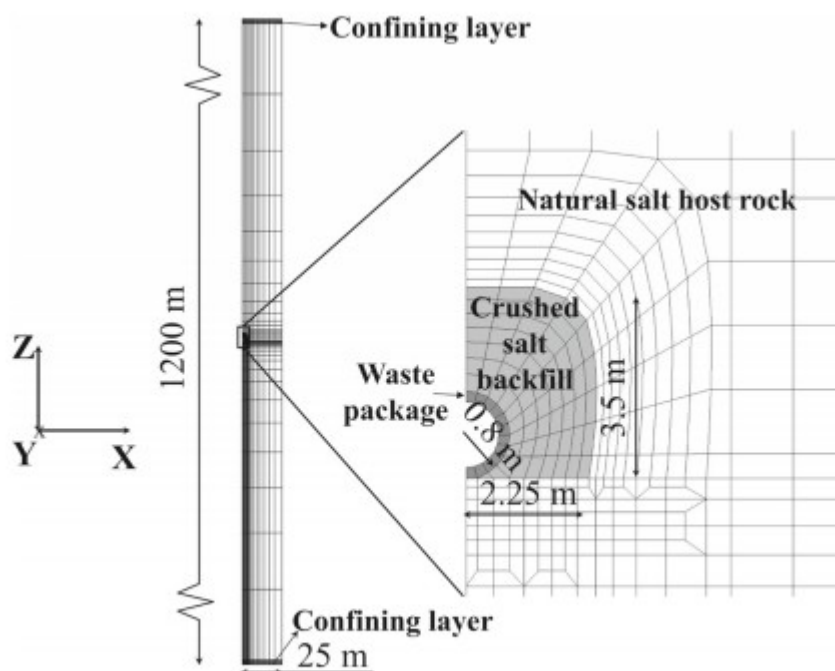 Confining layer
Natural salt host rock
Crushed
salt
backfill
1200 m
Z
Waste
package
0.8 m
3.5 m
Y
X
2.25 m
Confining layer
25 m